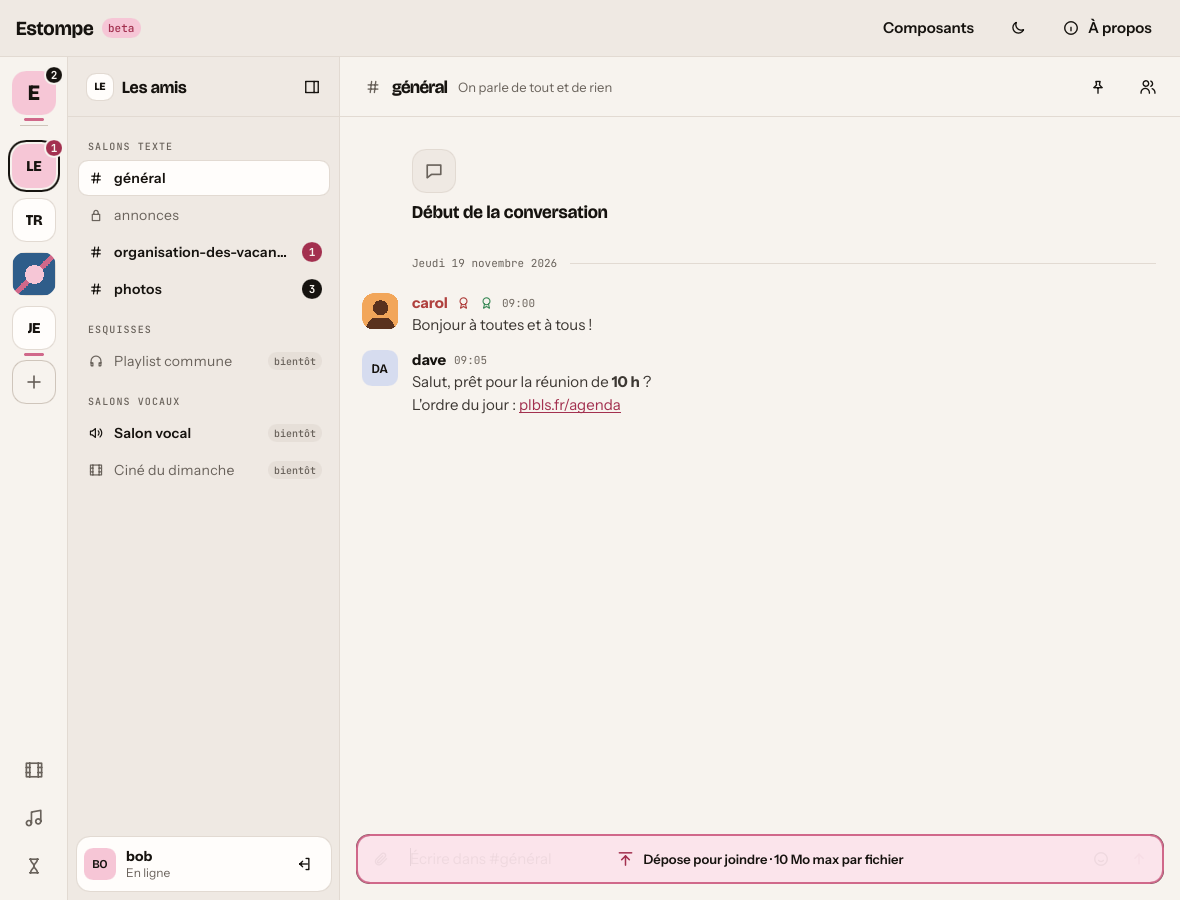 Estompe beta
Composants
À propos
E 2
LE 1
TR
JE
LE Les amis
SALONS TEXTE
# général
annonces
# organisation-des-vacan… 1
# photos 3
ESQUISSES
Playlist commune bientôt
SALONS VOCAUX
Salon vocal bientôt
Ciné du dimanche bientôt
BO bob
En ligne
# général On parle de tout et de rien
Début de la conversation
Jeudi 19 novembre 2026
carol 09:00
Bonjour à toutes et à tous !
DA dave 09:05
Salut, prêt pour la réunion de 10 h ?
L'ordre du jour : plbls.fr/agenda
Écrire dans #général
Dépose pour joindre · 10 Mo max par fichier